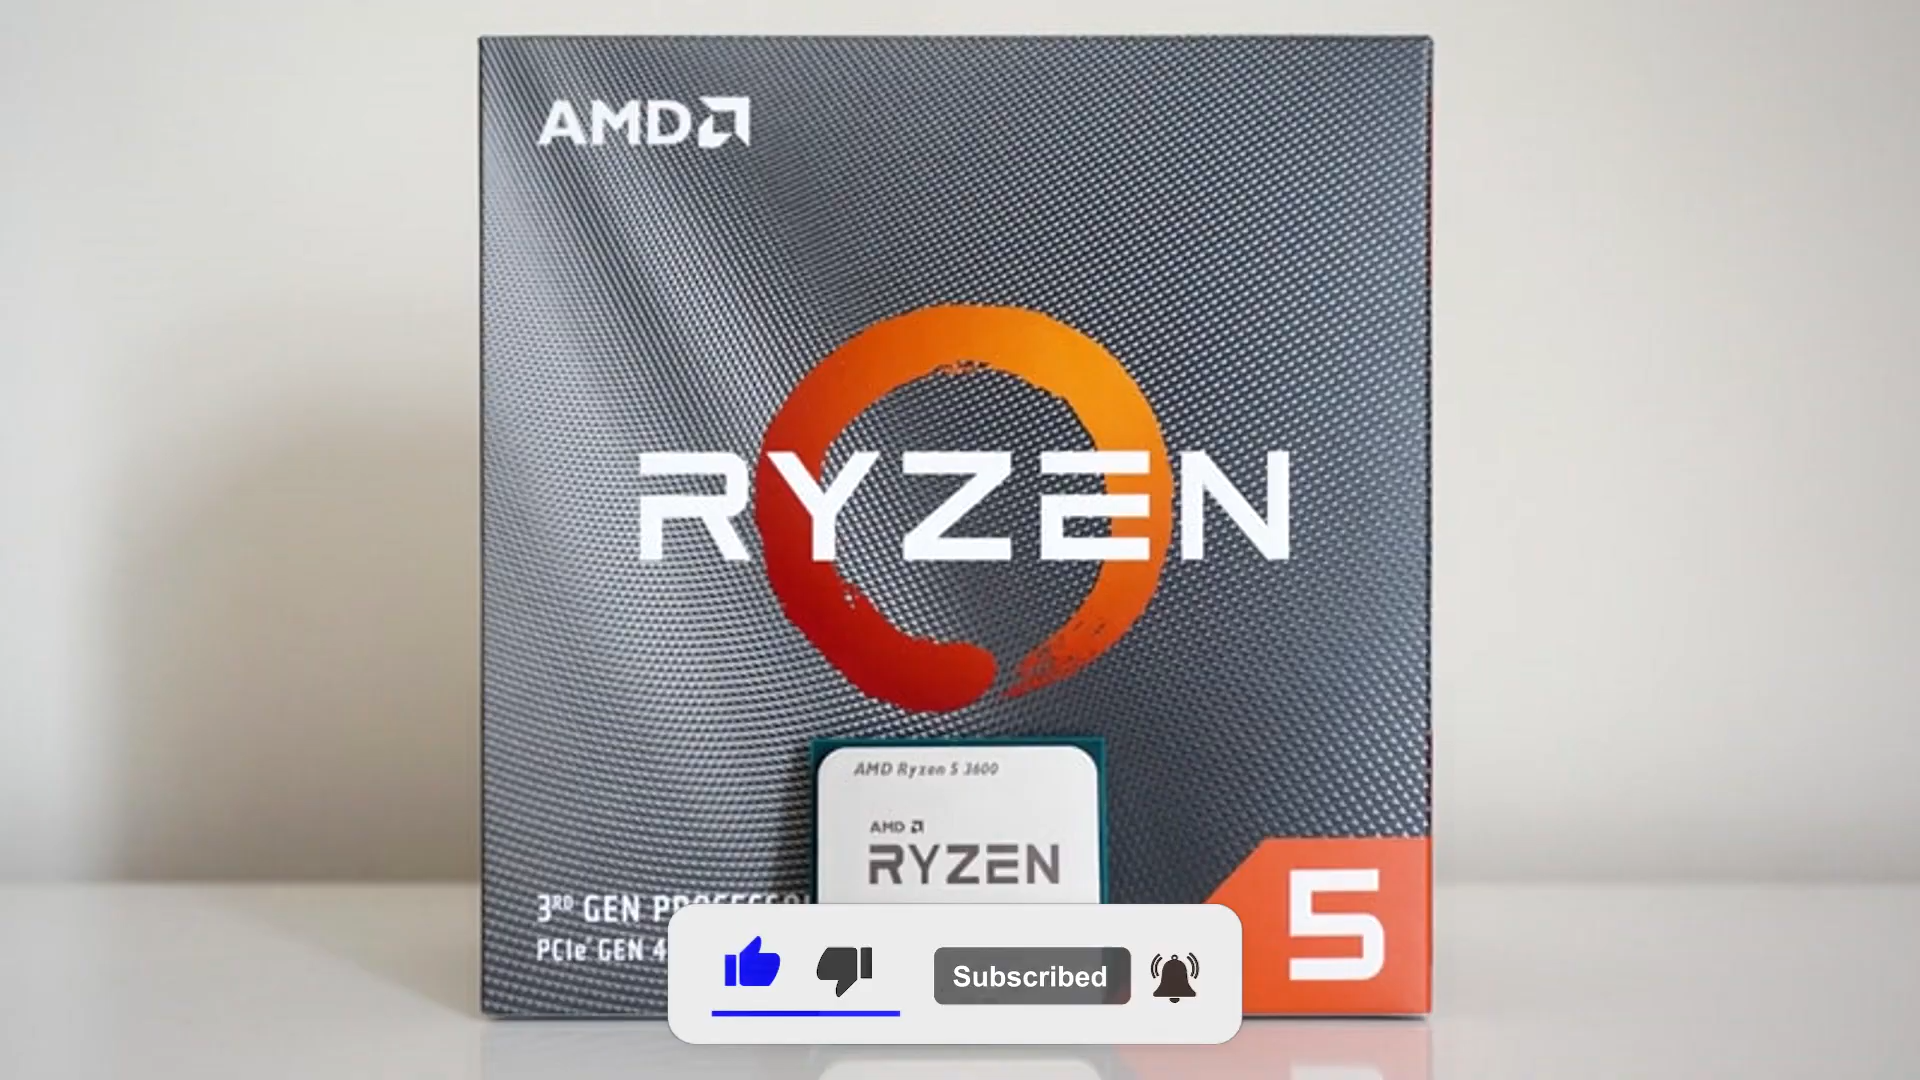 AMD
RYZEN
AMD Ryzen 5 3600
AMD
RYZEN
3RD GEN
PCIe GEN 4
5
Subscribed